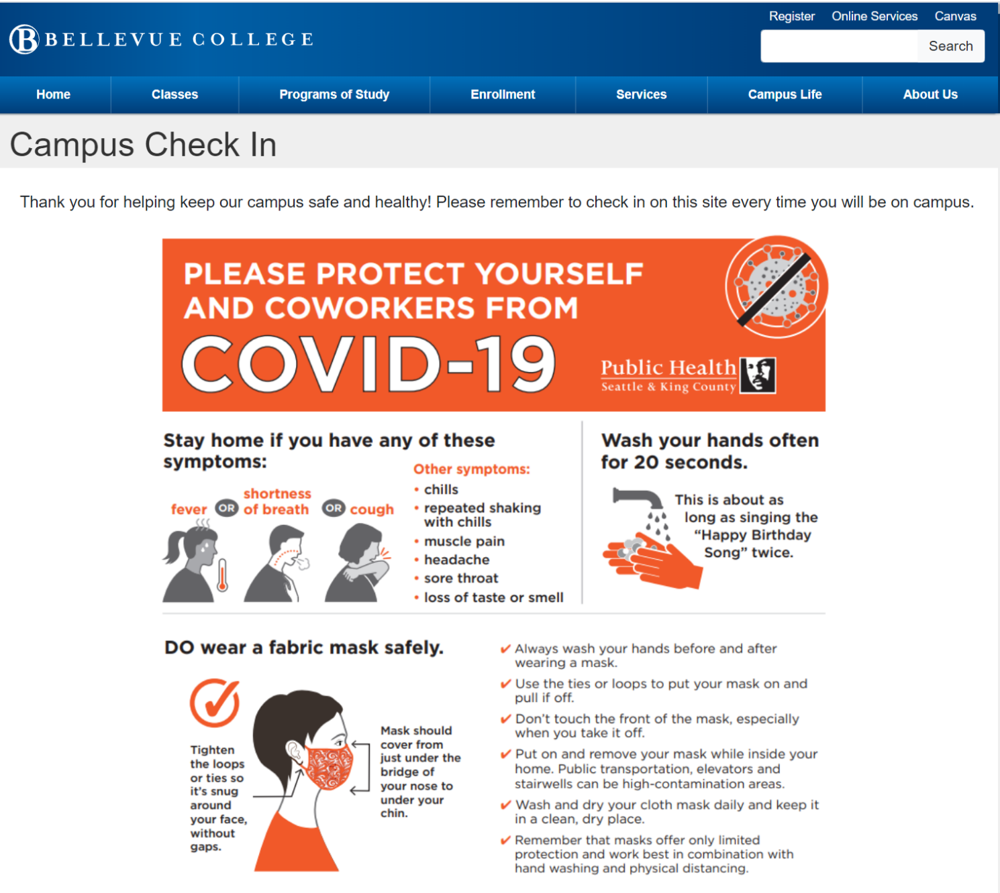 Register Online Services Canvas
B BELLEVUE COLLEGE
Search
Home Classes Programs of Study Enrollment Services Campus Life About Us
Campus Check In
Thank you for helping keep our campus safe and healthy! Please remember to check in on this site every time you will be on campus.
PLEASE PROTECT YOURSELF
AND COWORKERS FROM
COVID-19
Public Health
Seattle & King County
Stay home if you have any of these
symptoms:
fever OR shortness
of breath OR cough
Other symptoms:
• chills
• repeated shaking
with chills
• muscle pain
• headache
• sore throat
• loss of taste or smell
Wash your hands often
for 20 seconds.
This is about as
long as singing the
“Happy Birthday
Song” twice.
DO wear a fabric mask safely.
Tighten
the loops
or ties so
it’s snug
around
your face,
without
gaps.
Mask should
cover from
just under the
bridge of
your nose to
under your
chin.
✔ Always wash your hands before and after
wearing a mask.
✔ Use the ties or loops to put your mask on and
pull if off.
✔ Don’t touch the front of the mask, especially
when you take it off.
✔ Put on and remove your mask while inside your
home. Public transportation, elevators and
stairwells can be high-contamination areas.
✔ Wash and dry your cloth mask daily and keep it
in a clean, dry place.
✔ Remember that masks offer only limited
protection and work best in combination with
hand washing and physical distancing.